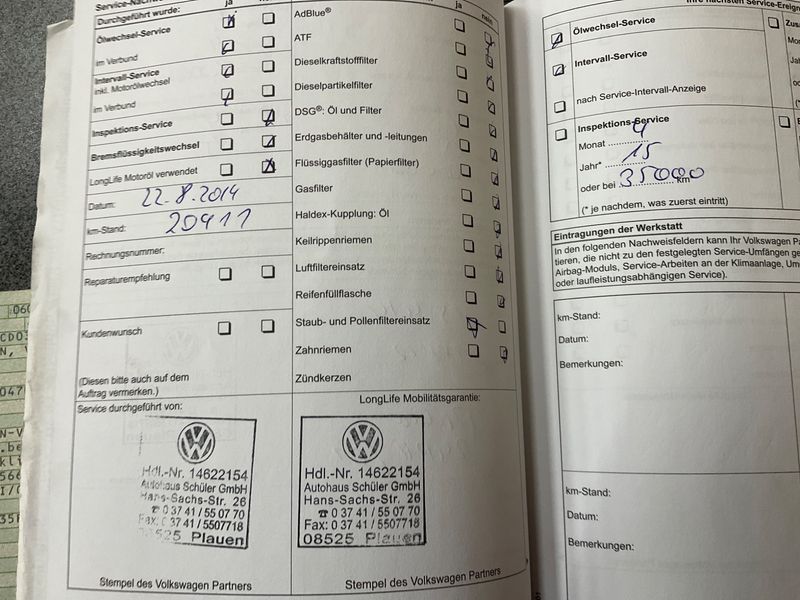 Service-Nachw
ja
Durchgeführt wurde:
Ölwechsel-Service
im Verbund
Intervall-Service
inkl. Motorölwechsel
im Verbund
Inspektions-Service
Bremsflüssigkeitswechsel
LongLife Motoröl verwendet
Datum: 22.8.2014
km-Stand: 20411
Rechnungsnummer:
Reparaturempfehlung
Kundenwunsch
(Diesen bitte auch auf dem
Auftrag vermerken.)
Service durchgeführt von:
Hdl.-Nr. 14622154
Autohaus Schüler GmbH
Hans-Sachs-Str. 26
☎ 0 37 41 / 55 07 70
Fax: 0 37 41 / 5507718
08525 Plauen
Stempel des Volkswagen Partners
ja nein
AdBlue®
ATF
Dieselkraftstofffilter
Dieselpartikelfilter
DSG®: Öl und Filter
Erdgasbehälter und -leitungen
Flüssiggasfilter (Papierfilter)
Gasfilter
Haldex-Kupplung: Öl
Keilrippenriemen
Luftfiltereinsatz
Reifenfüllflasche
Staub- und Pollenfiltereinsatz
Zahnriemen
Zündkerzen
LongLife Mobilitätsgarantie:
Hdl.-Nr. 14622154
Autohaus Schüler GmbH
Hans-Sachs-Str. 26
☎ 0 37 41 / 55 07 70
Fax: 0 37 41 / 5507718
08525 Plauen
Stempel des Volkswagen Partners
Ihre nächsten Service-Ereign
Ölwechsel-Service
Intervall-Service
nach Service-Intervall-Anzeige
Inspektions-Service
Monat 4
Jahr* 15
oder bei 35000 km
(* je nachdem, was zuerst eintritt)
Eintragungen der Werkstatt
In den folgenden Nachweisfeldern kann Ihr Volkswagen Pa
tieren, die nicht zu den festgelegten Service-Umfängen ge
Airbag-Moduls, Service-Arbeiten an der Klimaanlage, Um
oder laufleistungsabhängigen Service).
km-Stand:
Datum:
Bemerkungen:
km-Stand:
Datum:
Bemerkungen: